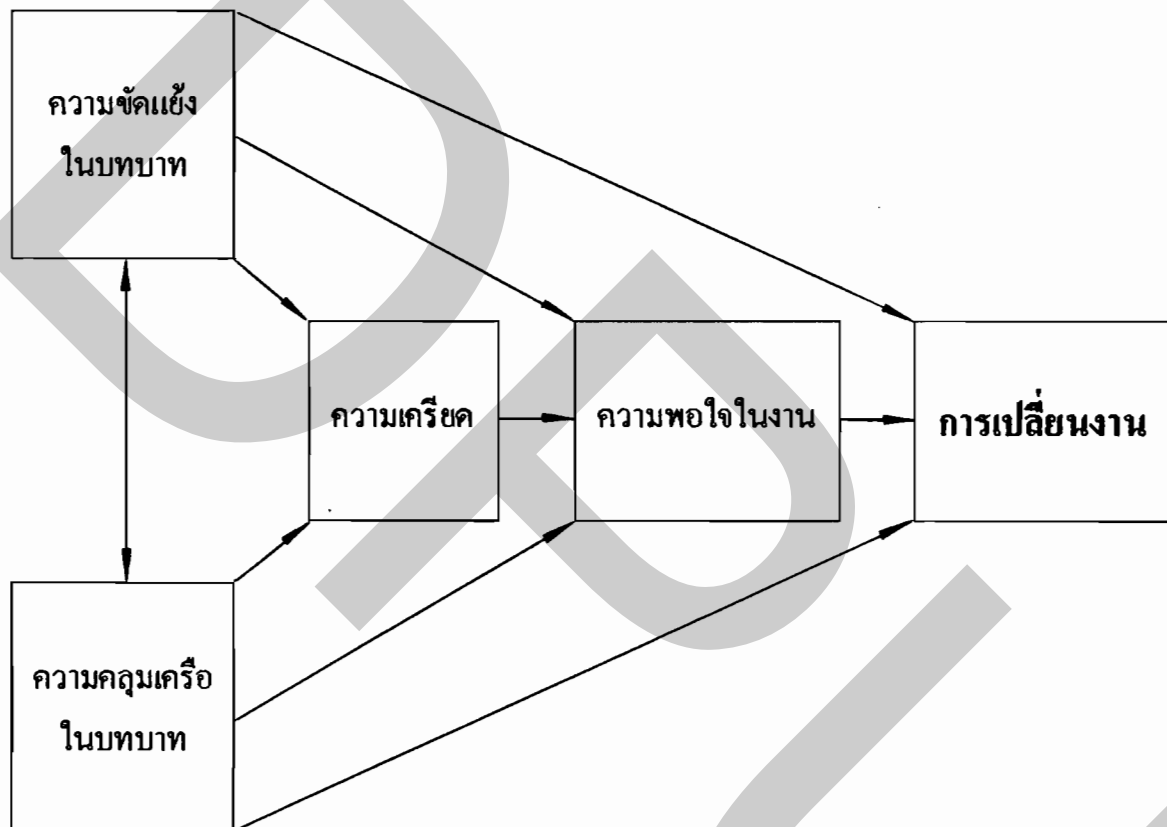 ความขัดแย้ง
ในบทบาท
ความเครียด
ความพอใจในงาน
การเปลี่ยนงาน
ความคลุมเครือ
ในบทบาท